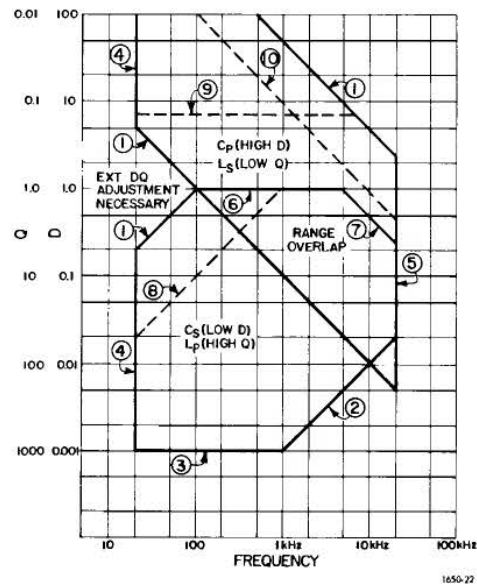 0.01 100
④
⑩
①
0.1 10
⑨
①
CP (HIGH D)
LS (LOW Q)
EXT DQ
ADJUSTMENT
NECESSARY
1.0 1.0
⑥
①
⑦
RANGE
OVERLAP
Q D
10 0.1
⑤
⑧
CS (LOW D)
LP (HIGH Q)
④
100 0.01
②
1000 0.001
③
10 100 1kHz 10kHz 100kHz
FREQUENCY
1650-22